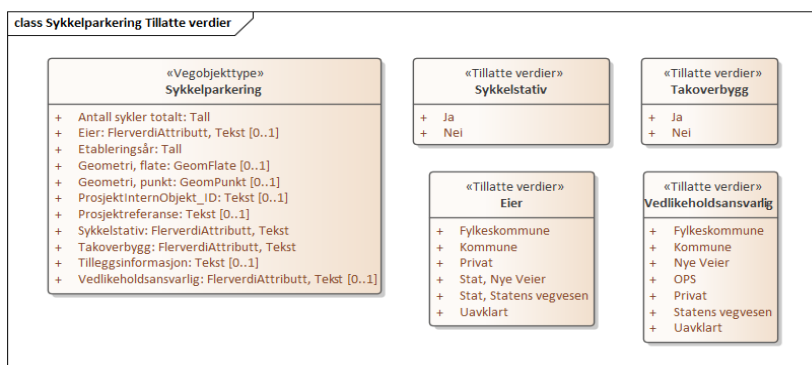 class Sykkelparkering Tillatte verdier
«Vegobjekttype»
Sykkelparkering
+ Antall sykler totalt: Tall
+ Eier: FlerverdiAttributt, Tekst [0..1]
+ Etableringsår: Tall
+ Geometri, flate: GeomFlate [0..1]
+ Geometri, punkt: GeomPunkt [0..1]
+ ProsjektInternObjekt_ID: Tekst [0..1]
+ Prosjektreferanse: Tekst [0..1]
+ Sykkelstativ: FlerverdiAttributt, Tekst
+ Takoverbygg: FlerverdiAttributt, Tekst
+ Tilleggsinformasjon: Tekst [0..1]
+ Vedlikeholdsansvarlig: FlerverdiAttributt, Tekst [0..1]
«Tillatte verdier»
Sykkelstativ
+ Ja
+ Nei
«Tillatte verdier»
Takoverbygg
+ Ja
+ Nei
«Tillatte verdier»
Eier
+ Fylkeskommune
+ Kommune
+ Privat
+ Stat, Nye Veier
+ Stat, Statens vegvesen
+ Uavklart
«Tillatte verdier»
Vedlikeholdsansvarlig
+ Fylkeskommune
+ Kommune
+ Nye Veier
+ OPS
+ Privat
+ Statens vegvesen
+ Uavklart